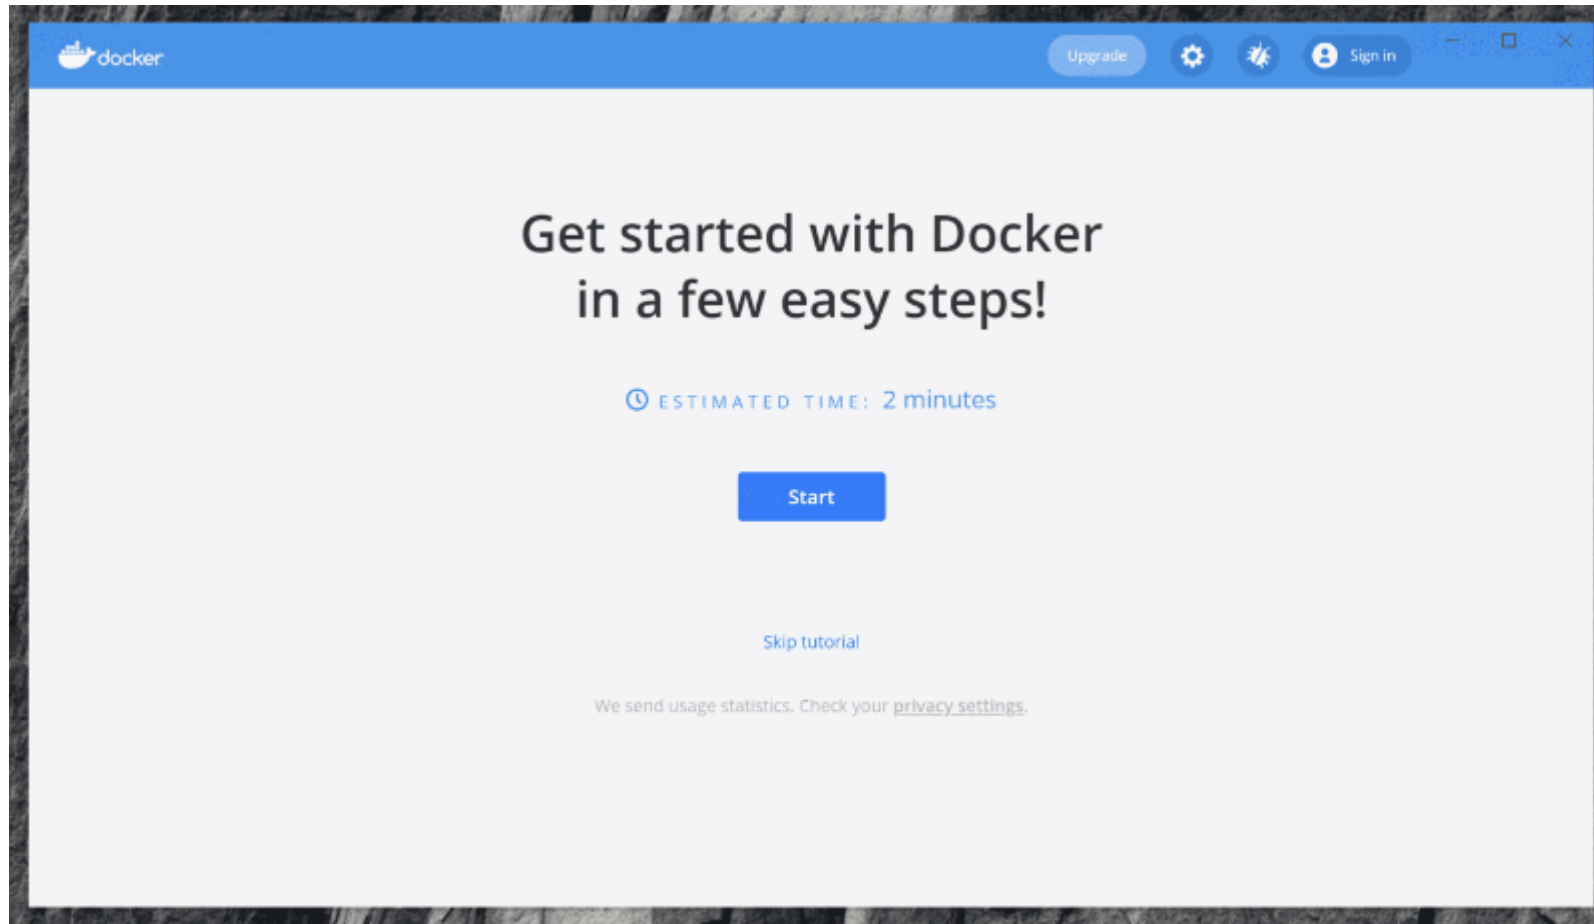 docker
Upgrade
Sign in
Get started with Docker
in a few easy steps!
ESTIMATED TIME: 2 minutes
Start
Skip tutorial
We send usage statistics. Check your privacy settings.